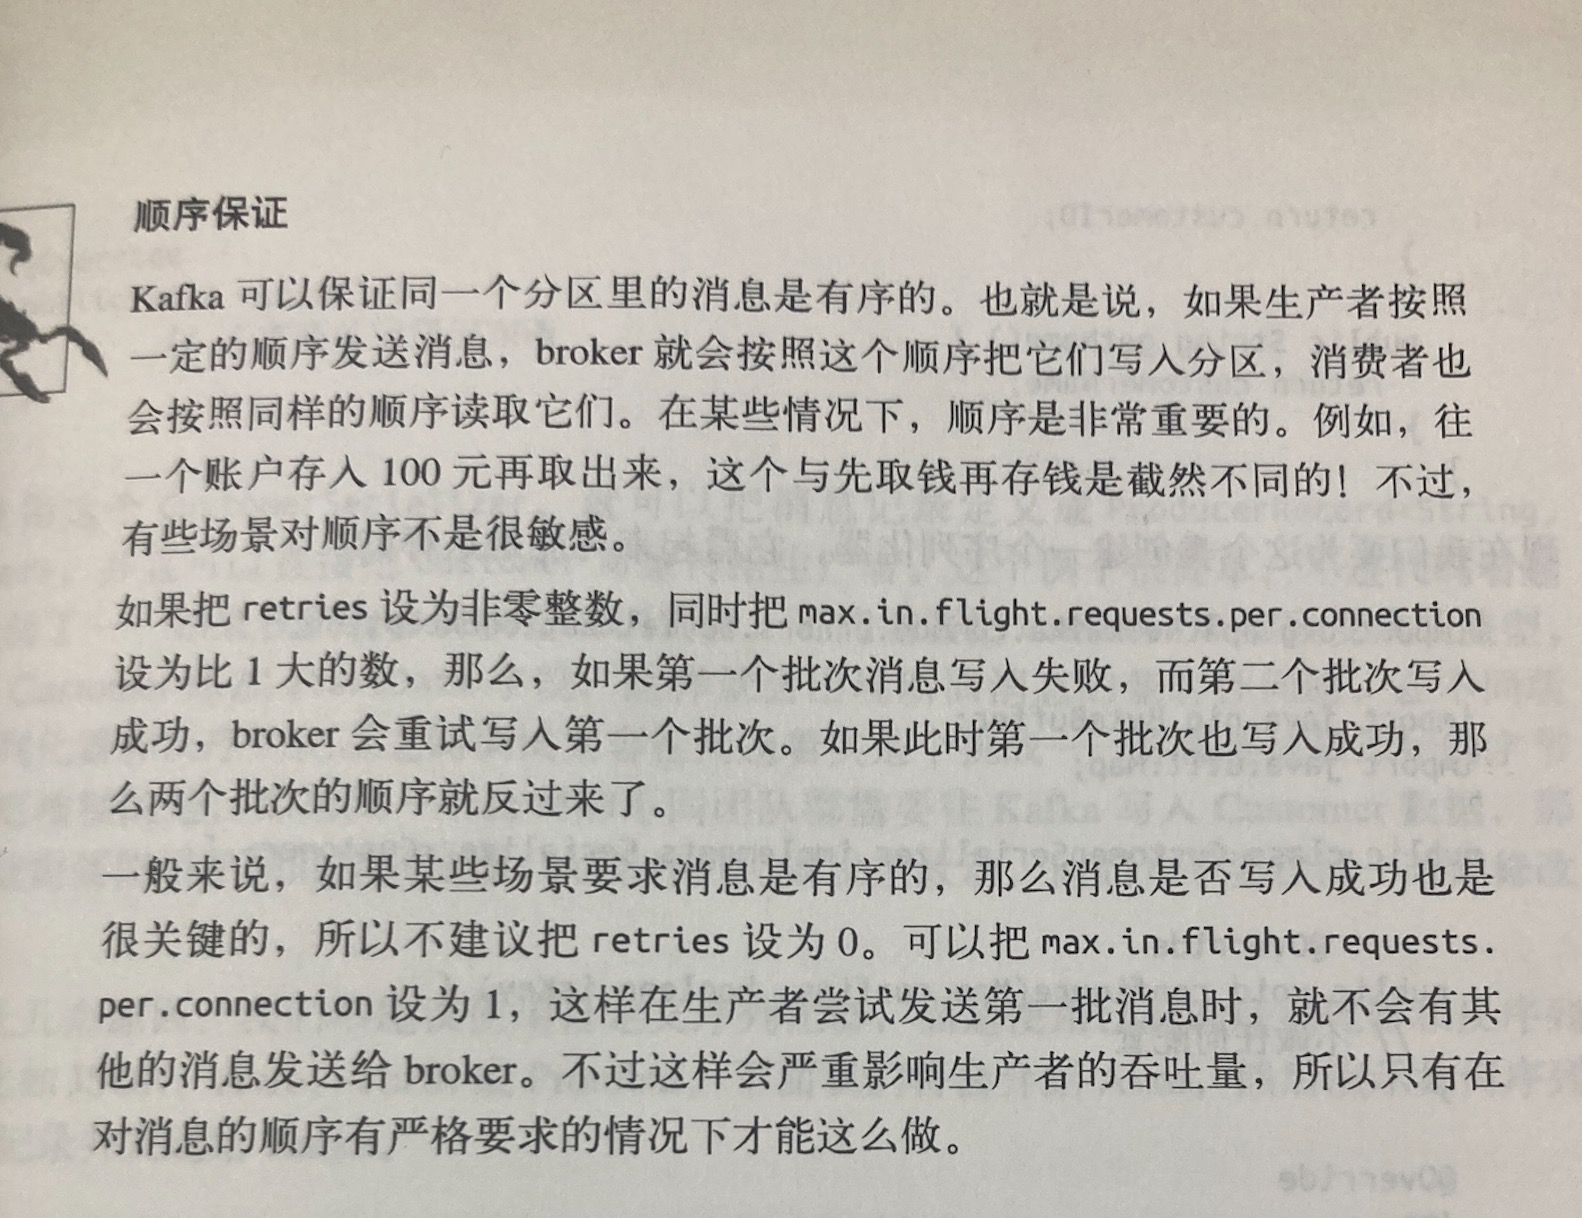 顺序保证
Kafka 可以保证同一个分区里的消息是有序的。也就是说，如果生产者按照
一定的顺序发送消息，broker 就会按照这个顺序把它们写入分区，消费者也
会按照同样的顺序读取它们。在某些情况下，顺序是非常重要的。例如，往
一个账户存入 100 元再取出来，这个与先取钱再存钱是截然不同的！不过，
有些场景对顺序不是很敏感。
如果把 retries 设为非零整数，同时把 max.in.flight.requests.per.connection
设为比 1 大的数，那么，如果第一个批次消息写入失败，而第二个批次写入
成功，broker 会重试写入第一个批次。如果此时第一个批次也写入成功，那
么两个批次的顺序就反过来了。
一般来说，如果某些场景要求消息是有序的，那么消息是否写入成功也是
很关键的，所以不建议把 retries 设为 0。可以把 max.in.flight.requests.
per.connection 设为 1，这样在生产者尝试发送第一批消息时，就不会有其
他的消息发送给 broker。不过这样会严重影响生产者的吞吐量，所以只有在
对消息的顺序有严格要求的情况下才能这么做。